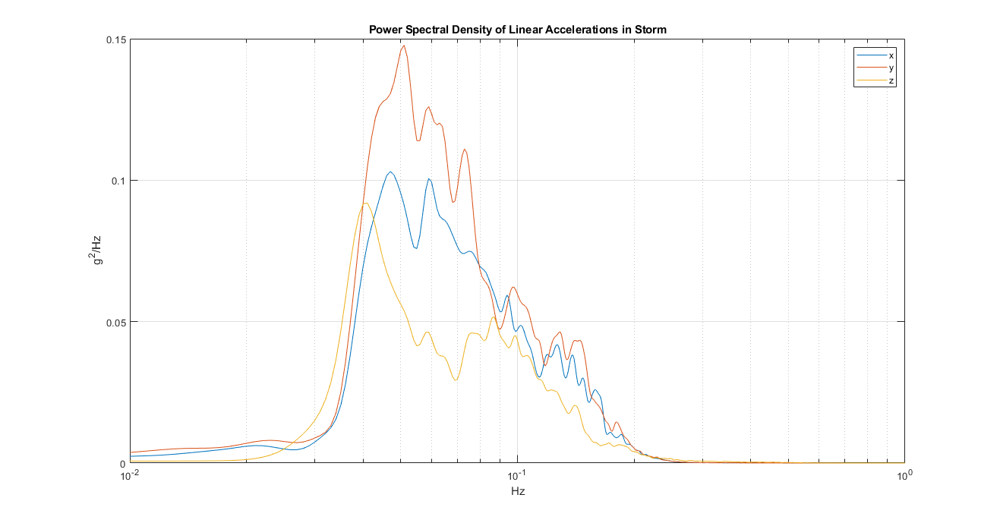 Power Spectral Density of Linear Accelerations in Storm
0.15
x
y
z
0.1
g²/Hz
0.05
0
10⁻²
10⁻¹
10⁰
Hz